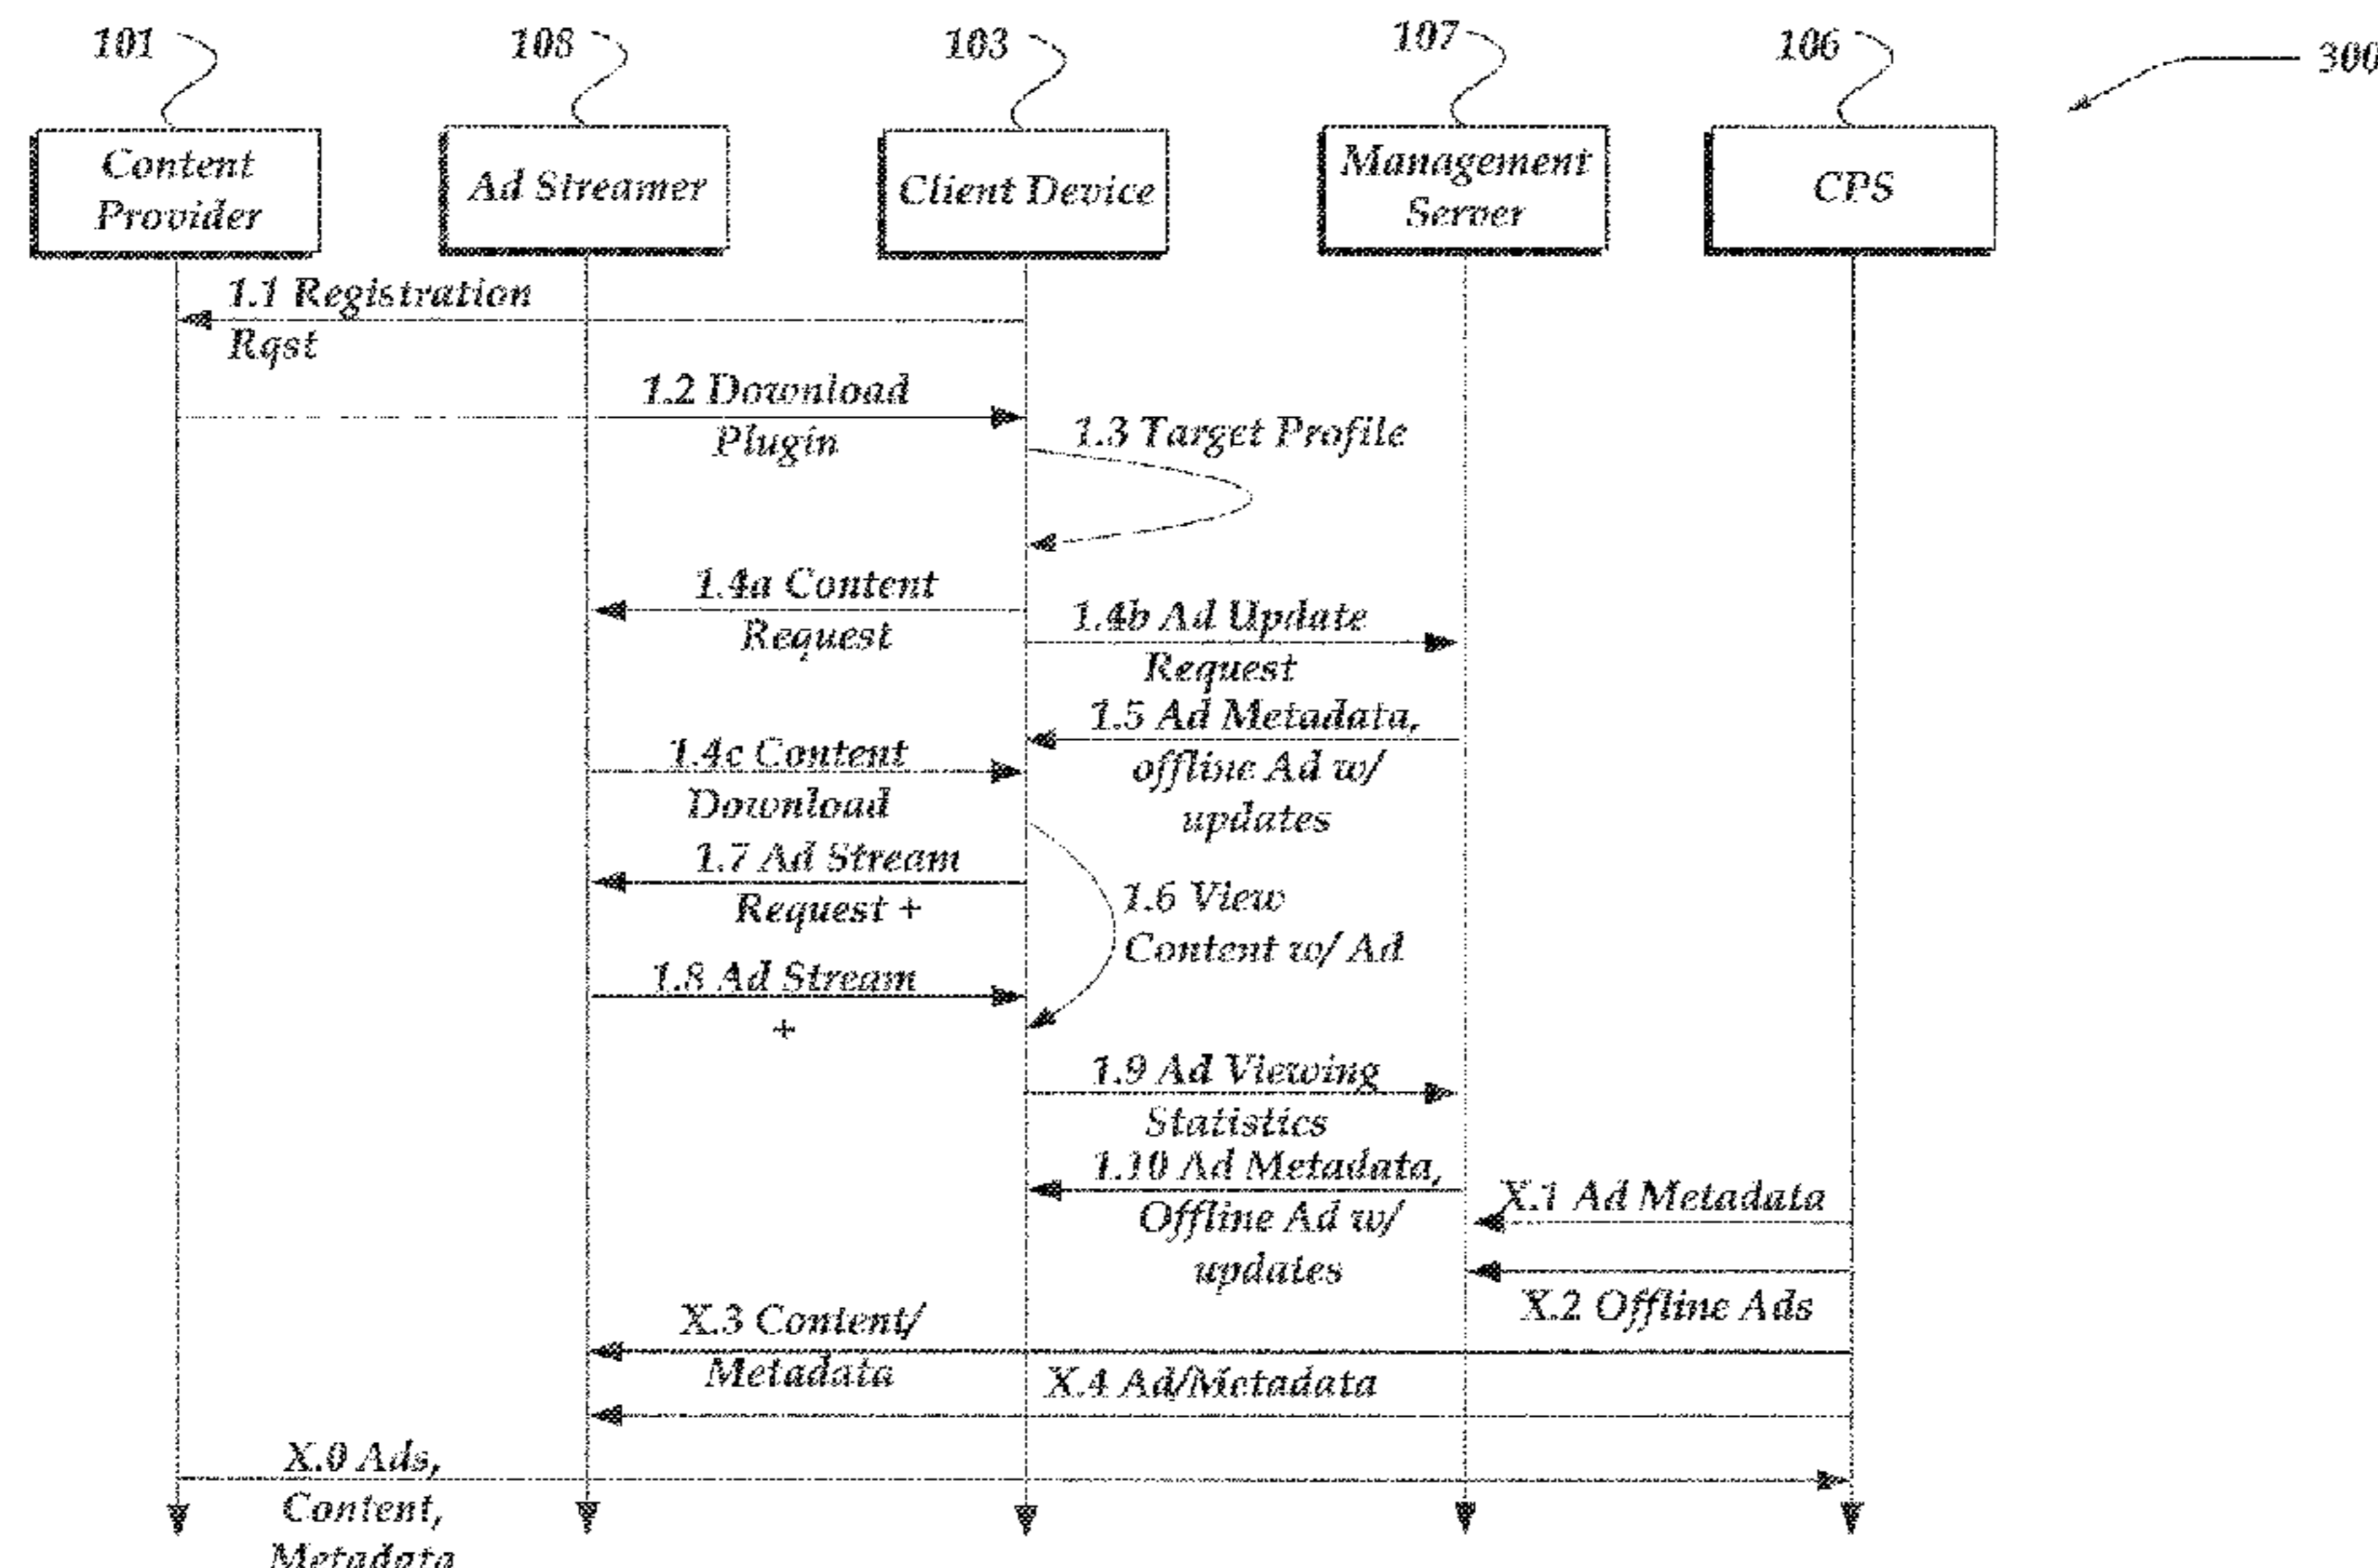 101
108
103
107
106
300
Content
Provider
Ad Streamer
Client Device
Management
Server
CPS
1.1 Registration
Rqst
1.2 Download
Plugin
1.3 Target Profile
1.4a Content
Request
1.4b Ad Update
Request
1.5 Ad Metadata,
offline Ad w/
updates
1.4c Content
Download
1.7 Ad Stream
Request +
1.6 View
Content w/ Ad
1.8 Ad Stream
+
1.9 Ad Viewing
Statistics
1.10 Ad Metadata,
Offline Ad w/
updates
X.1 Ad Metadata
X.2 Offline Ads
X.3 Content/
Metadata
X.4 Ad/Metadata
X.0 Ads,
Content,
Metadata